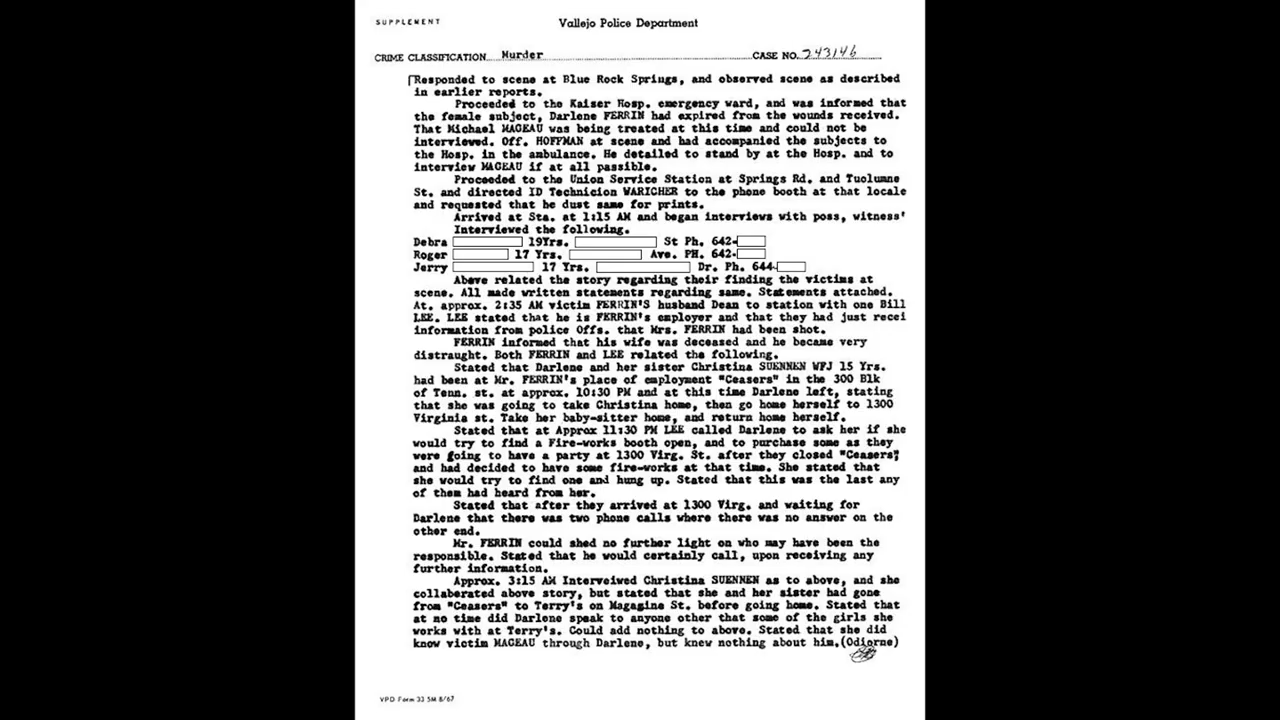 SUPPLEMENT
Vallejo Police Department
CRIME CLASSIFICATION Murder CASE NO. 243146
Responded to scene at Blue Rock Springs, and observed scene as described
in earlier reports.
Proceeded to the Kaiser Hosp. emergency ward, and was informed that
the female subject, Darlene FERRIN had expired from the wounds received.
That Michael MAGEAU was being treated at this time and could not be
interviewed. Off. HOFFMAN at scene and had accompanied the subjects to
the Hosp. in the ambulance. He detailed to stand by at the Hosp. and to
interview MAGEAU if at all passible.
Proceeded to the Union Service Station at Springs Rd. and Tuolumne
St. and directed ID Technicion WARICHER to the phone booth at that locale
and requested that he dust same for prints.
Arrived at Sta. at 1:15 AM and began interviews with poss, witness'
Interviewed the following.
Debra 19Yrs. St Ph. 642-
Roger 17 Yrs. Ave. PH. 642-
Jerry 17 Yrs. Dr. Ph. 644-
Above related the story regarding their finding the victims at
scene. All made written statements regarding same. Statements attached.
At. approx. 2:35 AM victim FERRIN'S husband Dean to station with one Bill
LEE. LEE stated that he is FERRIN's employer and that they had just recei
information from police Offs. that Mrs. FERRIN had been shot.
FERRIN informed that his wife was deceased and he became very
distraught. Both FERRIN and LEE related the following.
Stated that Darlene and her sister Christina SUENNEN WFJ 15 Yrs.
had been at Mr. FERRIN's place of employment "Ceasers" in the 300 Blk
of Tenn. st. at approx. 10:30 PM and at this time Darlene left, stating
that she was going to take Christina home, then go home herself to 1300
Virginia st. Take her baby-sitter home, and return home herself.
Stated that at Approx 11:30 PM LEE called Darlene to ask her if she
would try to find a Fire-works booth open, and to purchase some as they
were going to have a party at 1300 Virg. St. after they closed "Ceasers"
and had decided to have some fire-works at that time. She stated that
she would try to find one and hung up. Stated that this was the last any
of them had heard from her.
Stated that after they arrived at 1300 Virg. and waiting for
Darlene that there was two phone calls where there was no answer on the
other end.
Mr. FERRIN could shed no further light on who may have been the
responsible. Stated that he would certainly call, upon receiving any
further information.
Approx. 3:15 AM Interveiwed Christina SUENNEN as to above, and she
collaberated above story, but stated that she and her sister had gone
from "Ceasers" to Terry's on Magagine St. before going home. Stated that
at no time did Darlene speak to anyone other that some of the girls she
works with at Terry's. Could add nothing to above. Stated that she did
know victim MAGEAU through Darlene, but knew nothing about him.(Odiorne)
VPD Form 33 5M 8/67